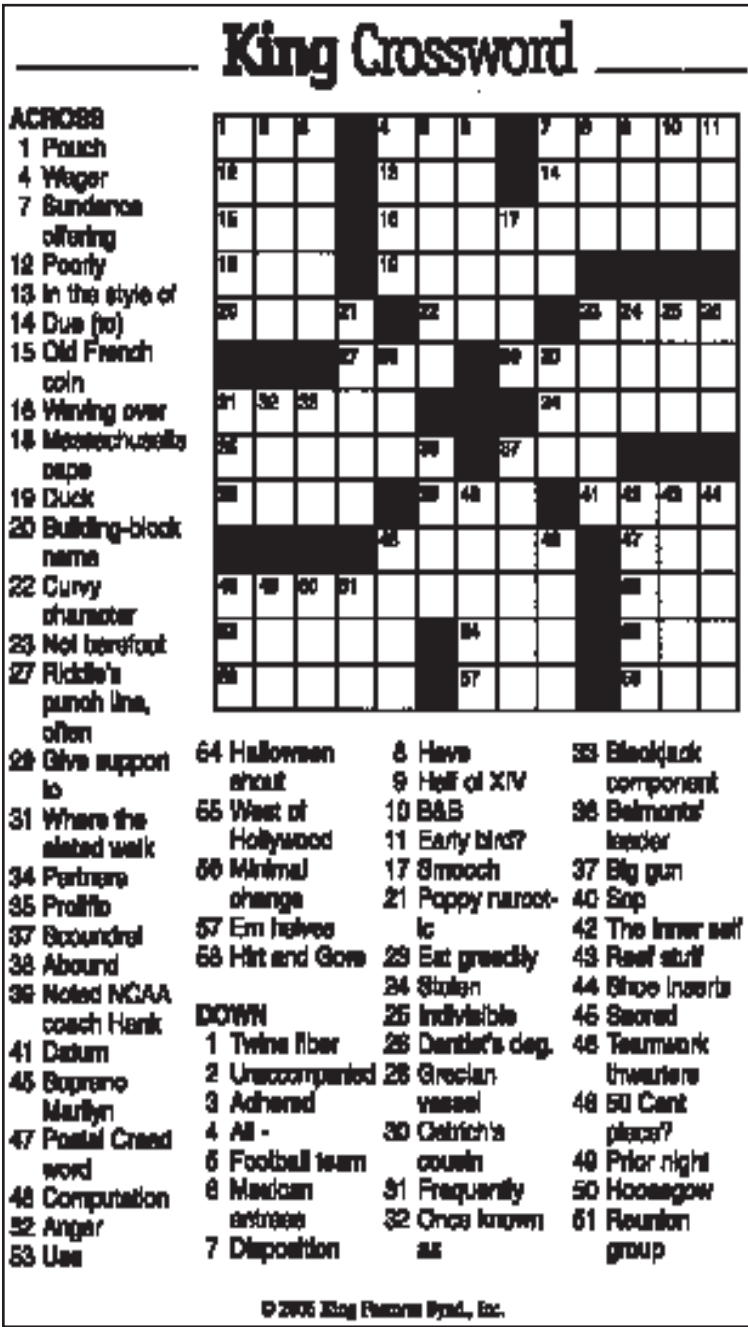 King Crossword
ACROSS
1 Pouch
4 Wager
7 Sundance
offering
12 Poorly
13 In the style of
14 Due (to)
15 Old French
coin
16 Waving over
18 Massachusetts
cape
19 Duck
20 Building-block
name
22 Curvy
character
23 Not barefoot
27 Riddle's
punch line,
often
29 Give support
to
31 Where the
elated walk
34 Partners
35 Prolific
37 Scoundrel
38 Abound
39 Noted NCAA
coach Hank
41 Datum
45 Soprano
Marilyn
47 Postal Creed
word
48 Computation
52 Anger
53 Use
54 Halloween
shout
55 West of
Hollywood
56 Minimal
change
57 Em halves
58 Hirt and Gore
DOWN
1 Twine fiber
2 Unaccompanied
3 Adhered
4 All -
5 Football team
6 Mexican
entrees
7 Disposition
8 Have
9 Half of XIV
10 B&B
11 Early bird?
17 Smooch
21 Poppy narcot-
ic
23 Eat greedily
24 Stolen
25 Indivisible
26 Dentist's deg.
28 Grecian
vessel
30 Ostrich's
cousin
31 Frequently
32 Once known
as
33 Blackjack
component
36 Belmonts'
leader
37 Big gun
40 Sop
42 The inner self
43 Reef stuff
44 Shoe inserts
45 Sacred
46 Teamwork
thwarters
48 50 Cent
piece?
49 Prior night
50 Hoosegow
51 Reunion
group
© 2005 King Features Synd., Inc.